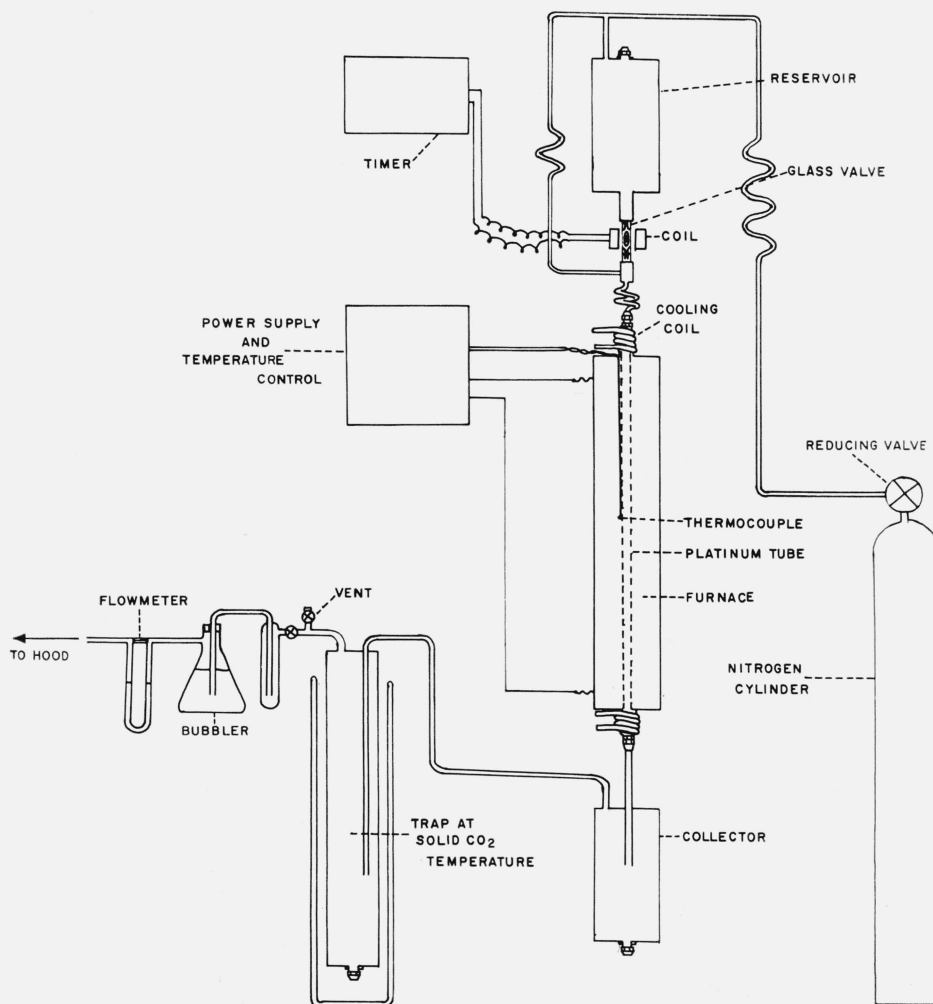 RESERVOIR
TIMER
GLASS VALVE
COIL
COOLING
COIL
POWER SUPPLY
AND
TEMPERATURE
CONTROL
REDUCING VALVE
THERMOCOUPLE
PLATINUM TUBE
FURNACE
VENT
FLOWMETER
TO HOOD
BUBBLER
NITROGEN
CYLINDER
TRAP AT
SOLID CO₂
TEMPERATURE
COLLECTOR